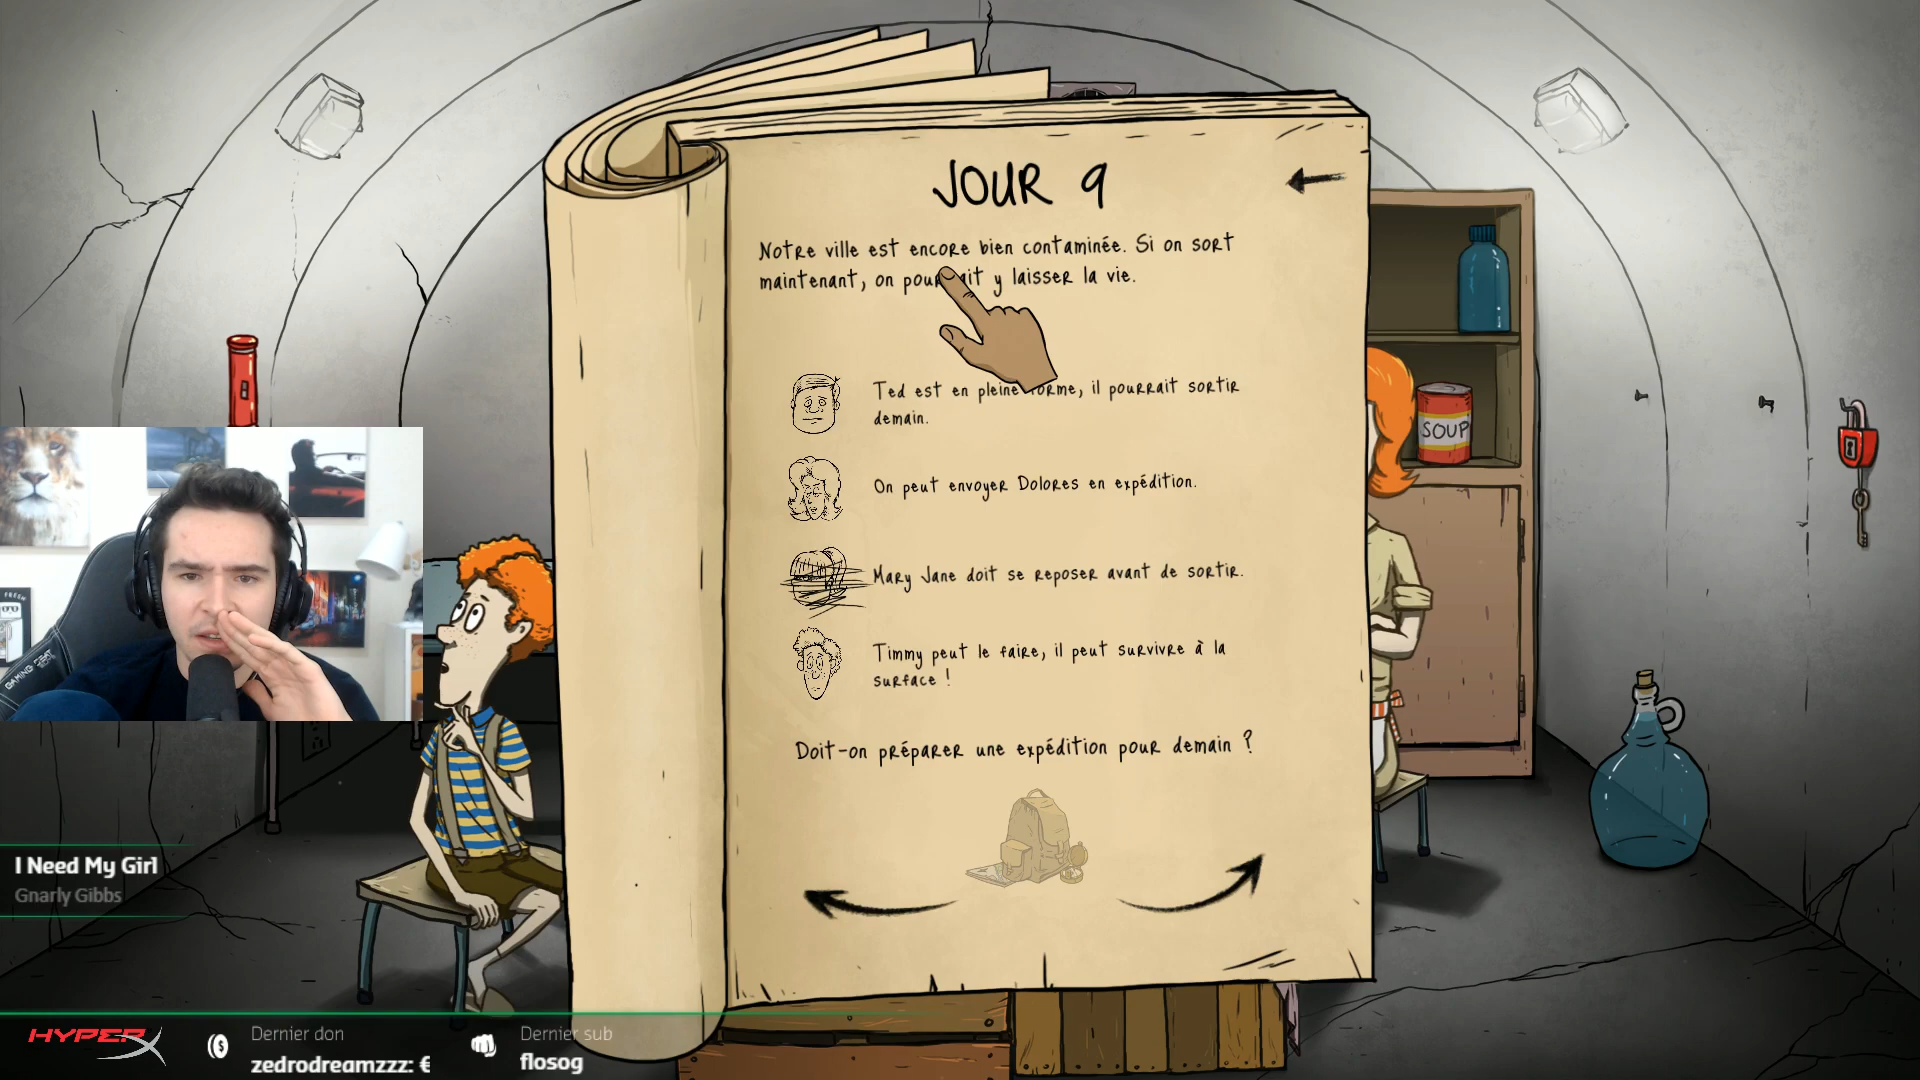 JOUR 9
Notre ville est encore bien contaminée. Si on sort
maintenant, on pourrait y laisser la vie.
Ted est en pleine forme, il pourrait sortir
demain.
On peut envoyer Dolores en expédition.
Mary Jane doit se reposer avant de sortir.
Timmy peut le faire, il peut survivre à la
surface !
Doit-on préparer une expédition pour demain ?
SOUP
FRESH
I Need My Girl
Gnarly Gibbs
HYPERX
Dernier don
zedrodreamzzz: €
Dernier sub
flosog